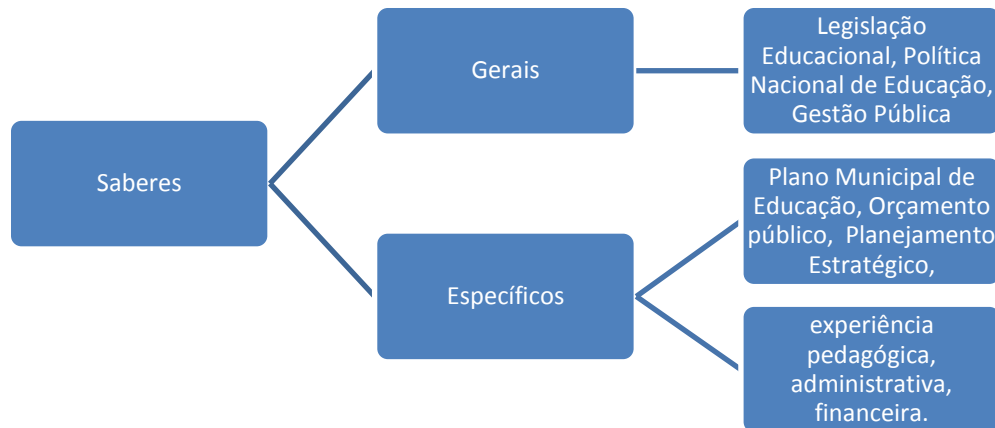 Saberes
Gerais
Legislação
Educacional, Política
Nacional de Educação,
Gestão Pública
Específicos
Plano Municipal de
Educação, Orçamento
público, Planejamento
Estratégico,
experiência
pedagógica,
administrativa,
financeira.